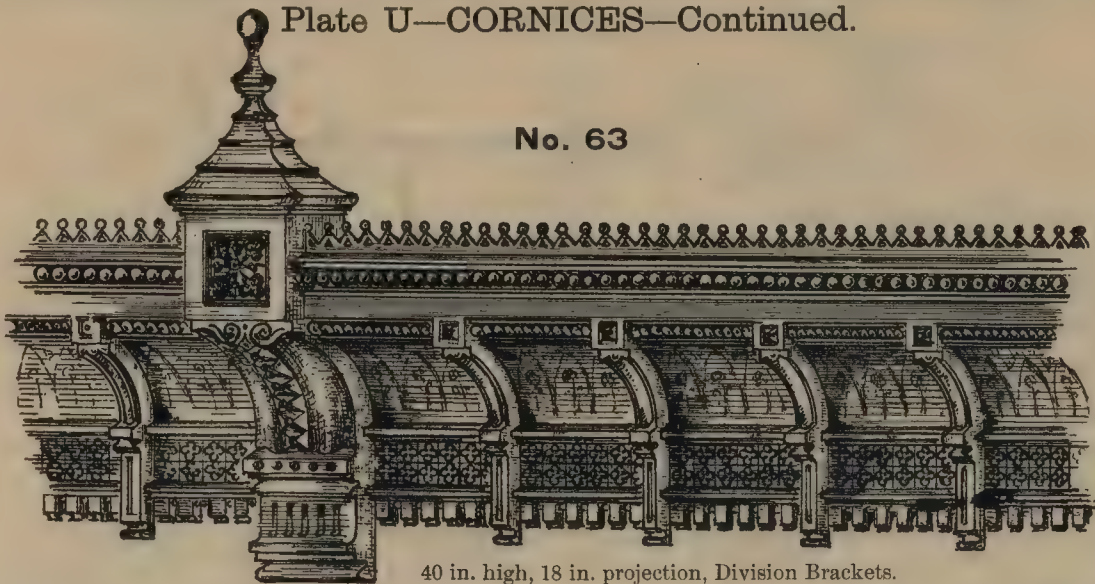 Plate U—CORNICES—Continued.
No. 63
40 in. high, 18 in. projection, Division Brackets.